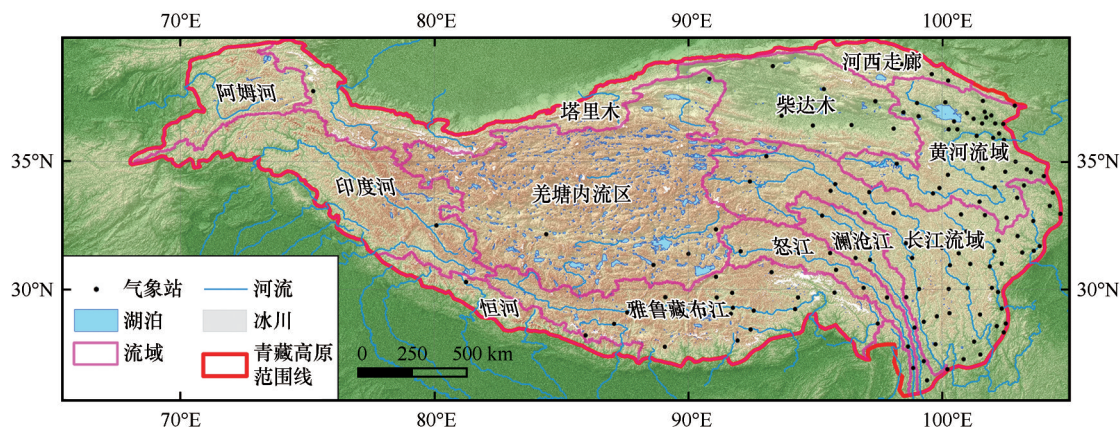 70°E 80°E 90°E 100°E
河西走廊
阿姆河
塔里木
柴达木
35°N
35°N
黄河流域
印度河
羌塘内流区
怒江
澜沧江
长江流域
30°N
30°N
恒河
雅鲁藏布江
气象站
河流
湖泊
冰川
流域
青藏高原
范围线
0 250 500 km
70°E 80°E 90°E 100°E